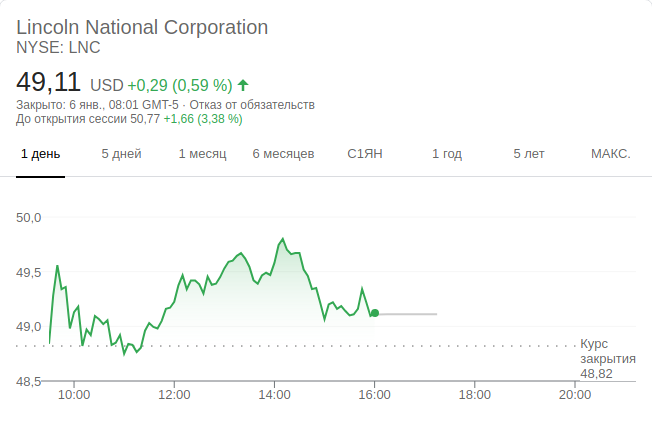 Lincoln National Corporation
NYSE: LNC
49,11 USD +0,29 (0,59 %)
Закрыто: 6 янв., 08:01 GMT-5 · Отказ от обязательств
До открытия сессии 50,77 +1,66 (3,38 %)
1 день 5 дней 1 месяц 6 месяцев С1ЯН 1 год 5 лет МАКС.
50,0
49,5
49,0
Курс
закрытия
48,82
48,5
10:00 12:00 14:00 16:00 18:00 20:00